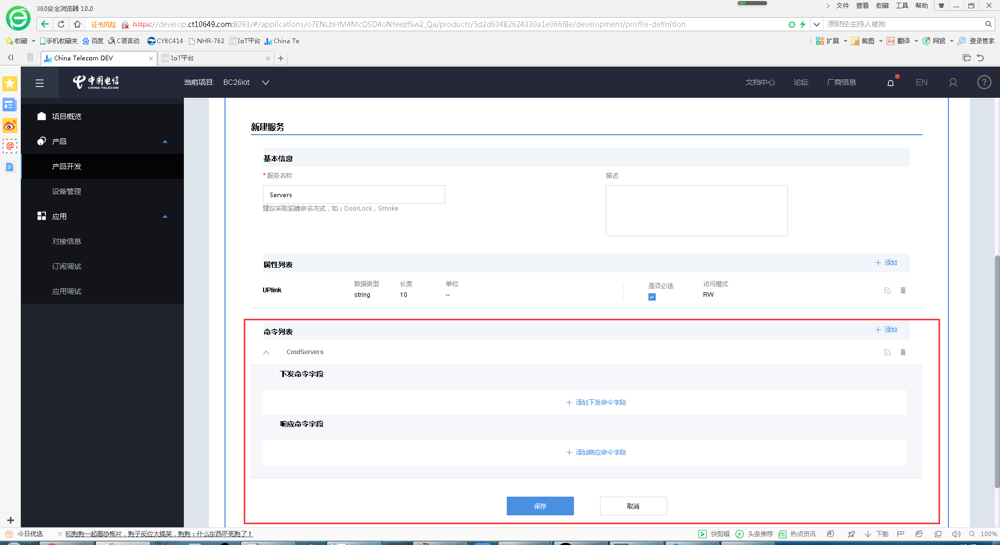 360安全浏览器 10.0
文件 查看 收藏 工具 帮助
证书风险 https://develop.ct10649.com:8093/#/applications/o7ENLbHM4McOSO4oNfeezfSw2_Qa/products/5d2d63482624330a1e066f8e/development/profile-definition
原财经主持人被拘
收藏 手机收藏夹 百度 C语言动 CY8C414 NHR-762 IoT平台 China Te
扩展 截图 翻译 网银 登录管家
China Telecom DEV
IoT平台
中国电信
CHINA TELECOM
当前项目: BC26iot
文档中心 论坛 厂商信息 EN
项目概览
产品
产品开发
设备管理
应用
对接信息
订阅调试
应用调试
新建服务
基本信息
*服务名称
描述
Servers
建议采取驼峰命名方式，如：DoorLock，Smoke
属性列表
添加
UPlink
数据类型 长度 单位 是否必选 访问模式
string 10 -- RW
命令列表
添加
CmdServers
下发命令字段
添加下发命令字段
响应命令字段
添加响应命令字段
保存 取消
今日优选 和狗狗一起看恐怖片，狗子反应太搞笑，狗狗：什么东西吓死狗了！
快剪辑 头条推荐 热点资讯 下载 100%